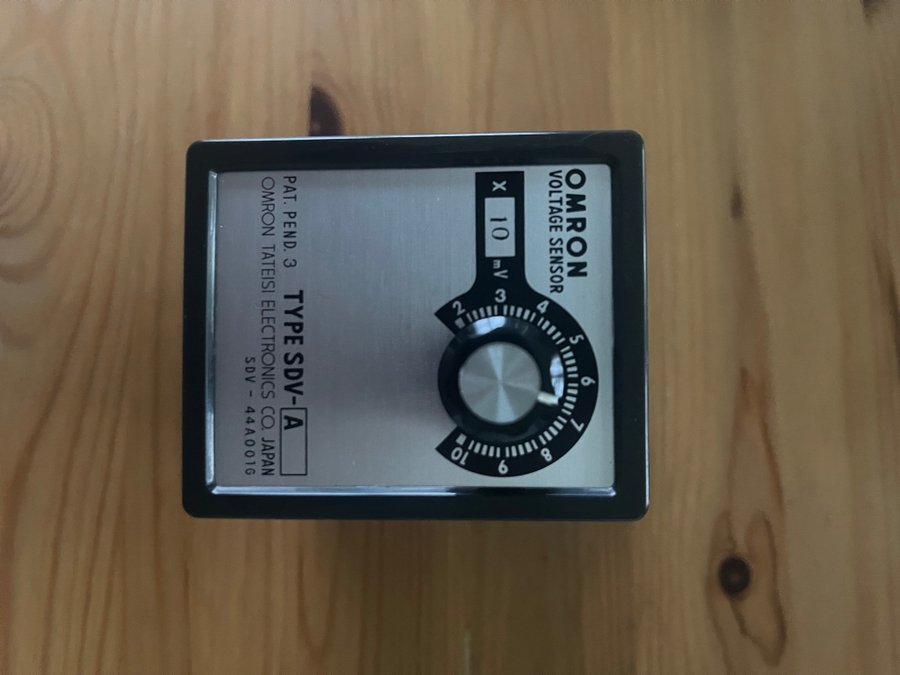 OMRON
VOLTAGE SENSOR
X 10 mV
2 3 4 5 6 7 8 9 10
TYPE SDV-A
PAT. PEND. 3
OMRON TATEISI ELECTRONICS CO. JAPAN
SDV - 44A001G